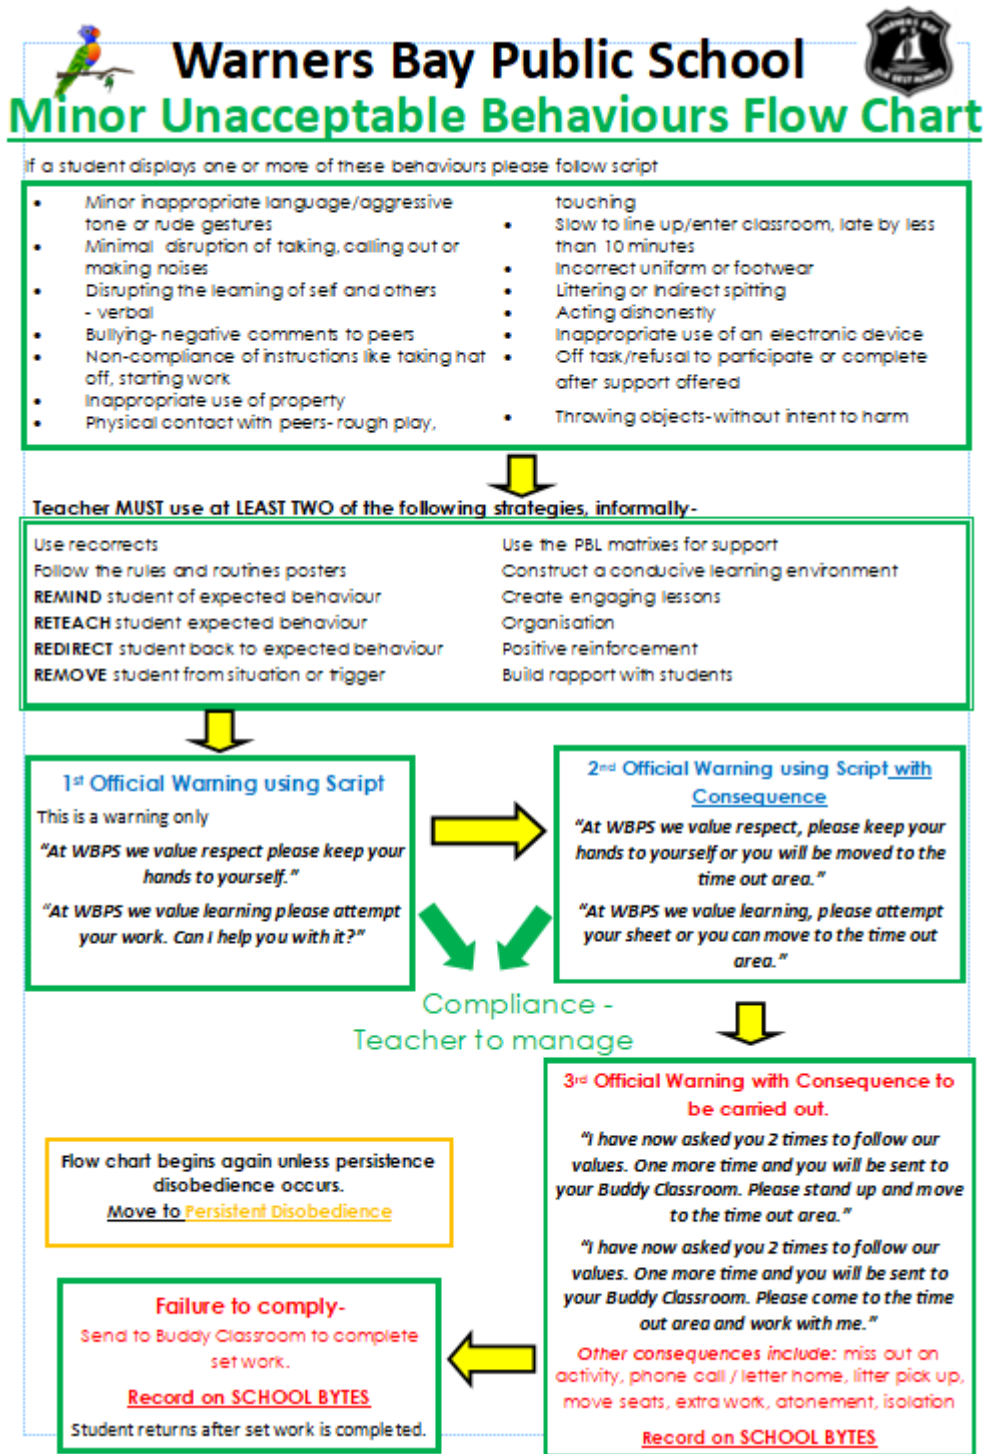 Warners Bay Public School
Minor Unacceptable Behaviours Flow Chart
If a student displays one or more of these behaviours please follow script
• Minor inappropriate language/aggressive
tone or rude gestures
• Minimal disruption of talking, calling out or
making noises
• Disrupting the learning of self and others
- verbal
• Bullying- negative comments to peers
• Non-compliance of instructions like taking hat
off, starting work
• Inappropriate use of property
• Physical contact with peers- rough play,
touching
• Slow to line up/enter classroom, late by less
than 10 minutes
• Incorrect uniform or footwear
• Littering or Indirect spitting
• Acting dishonestly
• Inappropriate use of an electronic device
• Off task/refusal to participate or complete
after support offered
• Throwing objects- without intent to harm
Teacher MUST use at LEAST TWO of the following strategies, informally-
Use recorrects
Follow the rules and routines posters
REMIND student of expected behaviour
RETEACH student expected behaviour
REDIRECT student back to expected behaviour
REMOVE student from situation or trigger
Use the PBL matrixes for support
Construct a conducive learning environment
Create engaging lessons
Organisation
Positive reinforcement
Build rapport with students
1st Official Warning using Script
This is a warning only
"At WBPS we value respect please keep your
hands to yourself."
"At WBPS we value learning please attempt
your work. Can I help you with it?"
2nd Official Warning using Script with
Consequence
"At WBPS we value respect, please keep your
hands to yourself or you will be moved to the
time out area."
"At WBPS we value learning, please attempt
your sheet or you can move to the time out
area."
Compliance -
Teacher to manage
3rd Official Warning with Consequence to
be carried out.
"I have now asked you 2 times to follow our
values. One more time and you will be sent to
your Buddy Classroom. Please stand up and move
to the time out area."
"I have now asked you 2 times to follow our
values. One more time and you will be sent to
your Buddy Classroom. Please come to the time
out area and work with me."
Other consequences include: miss out on
activity, phone call / letter home, litter pick up,
move seats, extra work, atonement, isolation
Record on SCHOOL BYTES
Flow chart begins again unless persistence
disobedience occurs.
Move to Persistent Disobedience
Failure to comply-
Send to Buddy Classroom to complete
set work.
Record on SCHOOL BYTES
Student returns after set work is completed.